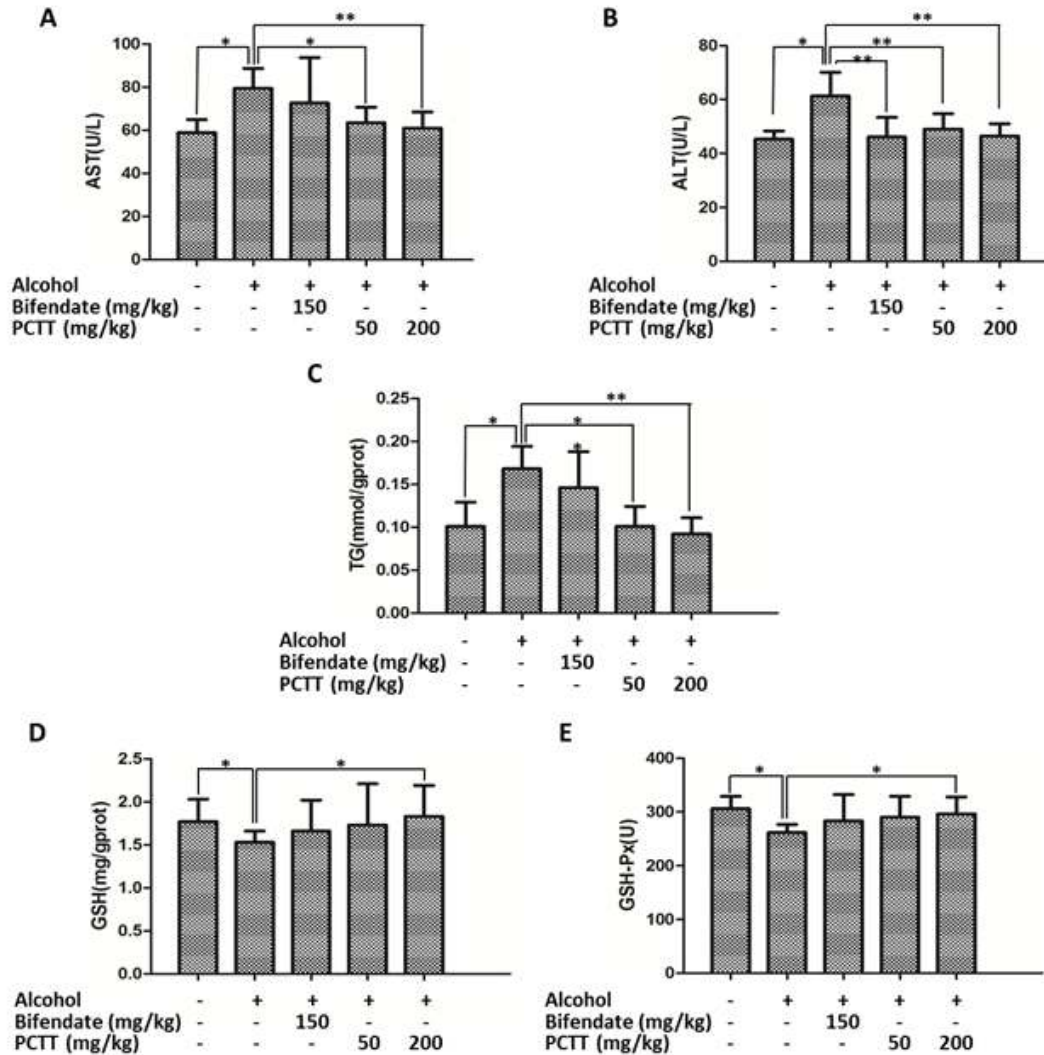 A
**
* *
100
80
60
40
20
0
AST(U/L)
Alcohol - + + + +
Bifendate (mg/kg) - - 150 - -
PCTT (mg/kg) - - - 50 200
B
**
* **
**
80
60
40
20
0
ALT(U/L)
Alcohol - + + + +
Bifendate (mg/kg) - - 150 - -
PCTT (mg/kg) - - - 50 200
C
**
* *
*
0.25
0.20
0.15
0.10
0.05
0.00
TG(mmol/gprot)
Alcohol - + + + +
Bifendate (mg/kg) - - 150 - -
PCTT (mg/kg) - - - 50 200
D
* *
2.5
2.0
1.5
1.0
0.5
0.0
GSH(mg/gprot)
Alcohol - + + + +
Bifendate (mg/kg) - - 150 - -
PCTT (mg/kg) - - - 50 200
E
* *
400
300
200
100
0
GSH-Px(U)
Alcohol - + + + +
Bifendate (mg/kg) - - 150 - -
PCTT (mg/kg) - - - 50 200